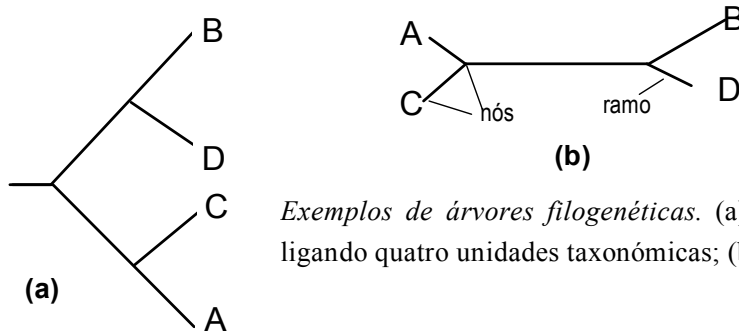 B
D
C
A
(a)
A
B
C
nós
ramo
D
(b)
Exemplos de árvores filogenéticas. (a)
ligando quatro unidades taxonómicas; (b